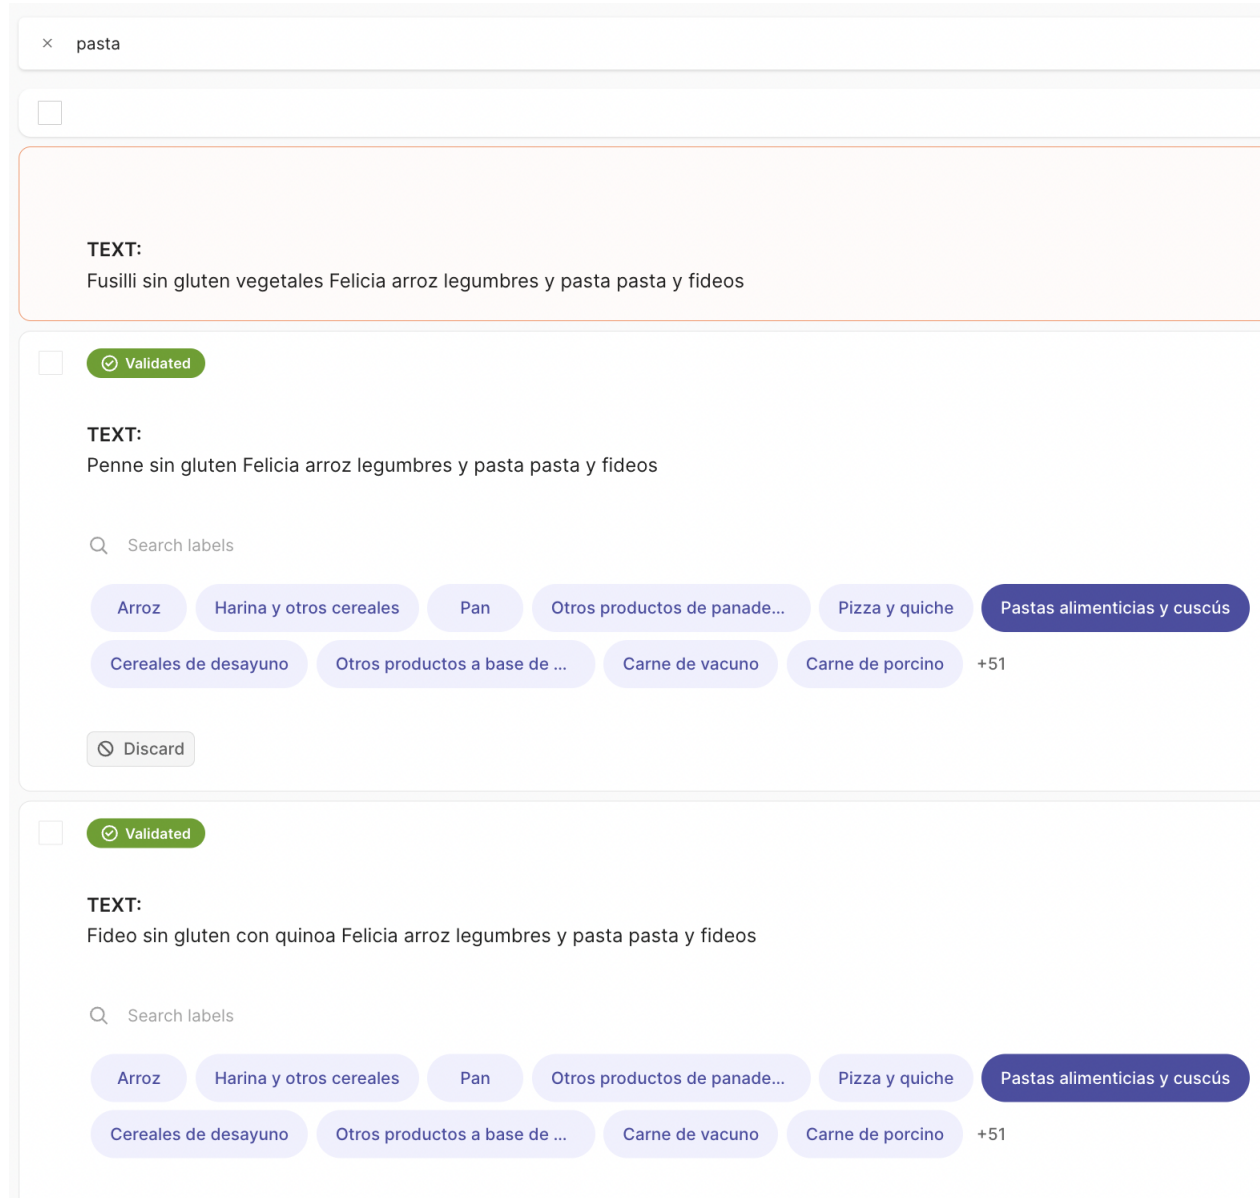 × pasta
TEXT:
Fusilli sin gluten vegetales Felicia arroz legumbres y pasta pasta y fideos
Validated
TEXT:
Penne sin gluten Felicia arroz legumbres y pasta pasta y fideos
Search labels
Arroz Harina y otros cereales Pan Otros productos de panade... Pizza y quiche Pastas alimenticias y cuscús
Cereales de desayuno Otros productos a base de ... Carne de vacuno Carne de porcino +51
Discard
Validated
TEXT:
Fideo sin gluten con quinoa Felicia arroz legumbres y pasta pasta y fideos
Search labels
Arroz Harina y otros cereales Pan Otros productos de panade... Pizza y quiche Pastas alimenticias y cuscús
Cereales de desayuno Otros productos a base de ... Carne de vacuno Carne de porcino +51